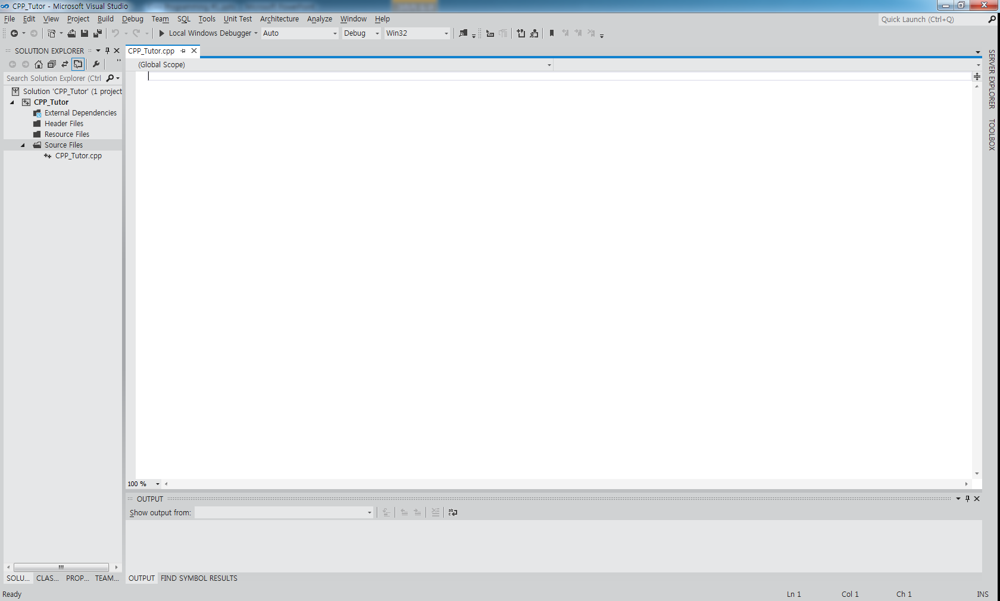 CPP_Tutor - Microsoft Visual Studio
File Edit View Project Build Debug Team SQL Tools Unit Test Architecture Analyze Window Help
Quick Launch (Ctrl+Q)
Local Windows Debugger Auto Debug Win32
SOLUTION EXPLORER
CPP_Tutor.cpp
(Global Scope)
Search Solution Explorer (Ctrl
Solution 'CPP_Tutor' (1 project
CPP_Tutor
External Dependencies
Header Files
Resource Files
Source Files
CPP_Tutor.cpp
SERVER EXPLORER
TOOLBOX
100 %
OUTPUT
Show output from:
SOLU... CLAS... PROP... TEAM...
OUTPUT FIND SYMBOL RESULTS
Ready Ln 1 Col 1 Ch 1 INS